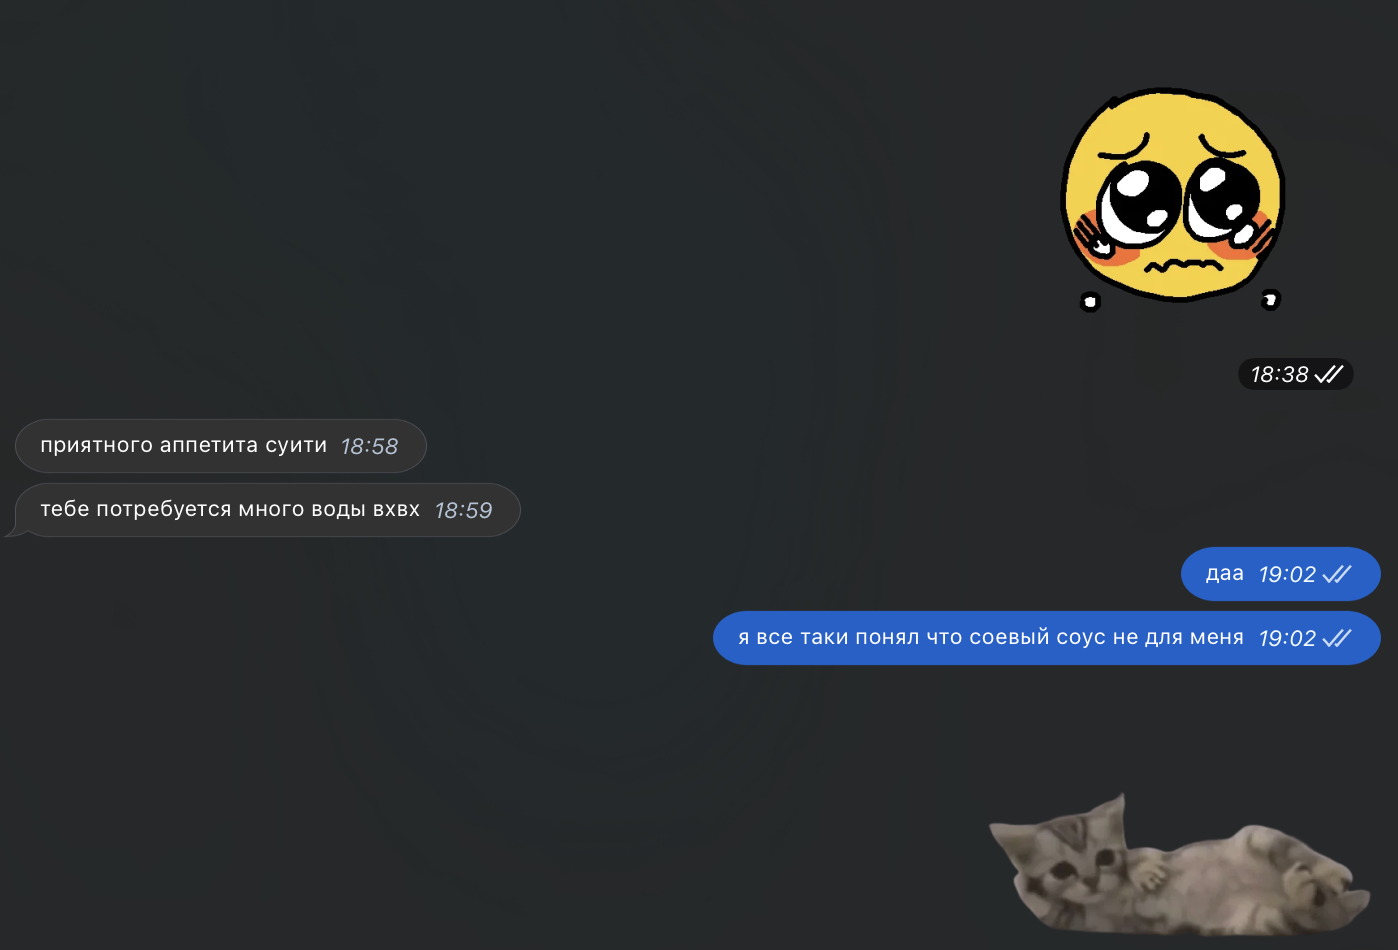 18:38
приятного аппетита суити 18:58
тебе потребуется много воды вхвх 18:59
даа 19:02
я все таки понял что соевый соус не для меня 19:02